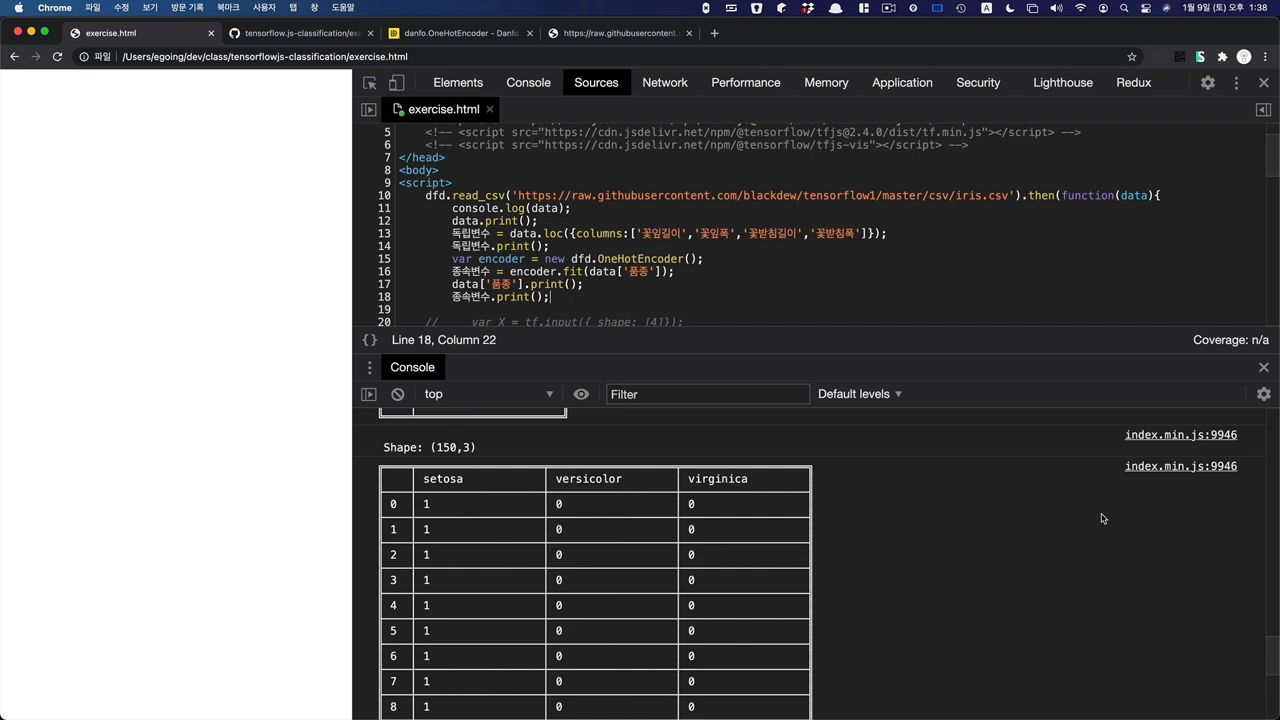 Chrome 파일 수정 보기 방문 기록 북마크 사용자 탭 창 도움말
A
1월 9일 (토) 오후 1:38
exercise.html
tensorflow.js-classification/ex
danfo.OneHotEncoder - Danf
https://raw.githubusercontent.
파일 /Users/egoing/dev/class/tensorflowjs-classification/exercise.html
Elements Console Sources Network Performance Memory Application Security Lighthouse Redux
exercise.html
5 <!-- <script src="https://cdn.jsdelivr.net/npm/@tensorflow/tfjs@2.4.0/dist/tf.min.js"></script> -->
6 <!-- <script src="https://cdn.jsdelivr.net/npm/@tensorflow/tfjs-vis"></script> -->
7 </head>
8 <body>
9 <script>
10 dfd.read_csv('https://raw.githubusercontent.com/blackdew/tensorflow1/master/csv/iris.csv').then(function(data){
11 console.log(data);
12 data.print();
13 독립변수 = data.loc({columns:['꽃잎길이','꽃잎폭','꽃받침길이','꽃받침폭']});
14 독립변수.print();
15 var encoder = new dfd.OneHotEncoder();
16 종속변수 = encoder.fit(data['품종']);
17 data['품종'].print();
18 종속변수.print();
19
20 // var X = tf.input({ shape: [4]});
{} Line 18, Column 22 Coverage: n/a
Console
top Filter Default levels
index.min.js:9946
Shape: (150,3)
index.min.js:9946
setosa versicolor virginica
0 1 0 0
1 1 0 0
2 1 0 0
3 1 0 0
4 1 0 0
5 1 0 0
6 1 0 0
7 1 0 0
8 1 0 0